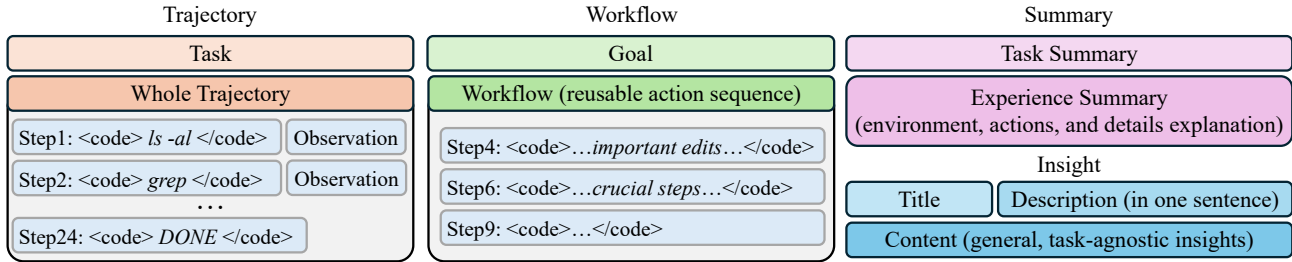 Trajectory
Task
Whole Trajectory
Step1: <code> ls -al </code>
Observation
Step2: <code> grep </code>
Observation
...
Step24: <code> DONE </code>
Workflow
Goal
Workflow (reusable action sequence)
Step4: <code>…important edits…</code>
Step6: <code>…crucial steps…</code>
Step9: <code>…</code>
Summary
Task Summary
Experience Summary
(environment, actions, and details explanation)
Insight
Title
Description (in one sentence)
Content (general, task-agnostic insights)